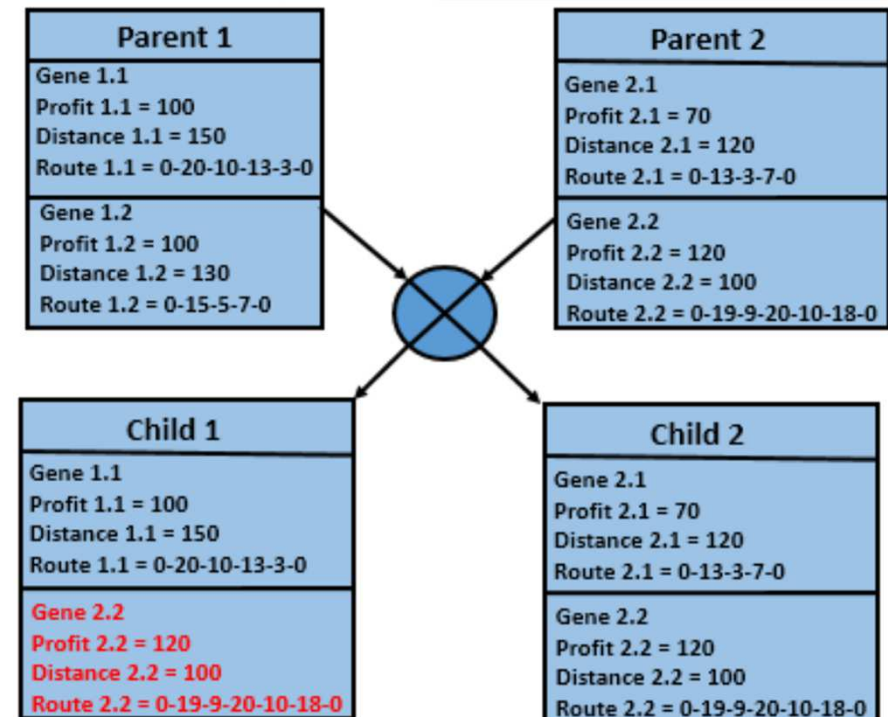 Parent 1
Gene 1.1
Profit 1.1 = 100
Distance 1.1 = 150
Route 1.1 = 0-20-10-13-3-0
Gene 1.2
Profit 1.2 = 100
Distance 1.2 = 130
Route 1.2 = 0-15-5-7-0
Parent 2
Gene 2.1
Profit 2.1 = 70
Distance 2.1 = 120
Route 2.1 = 0-13-3-7-0
Gene 2.2
Profit 2.2 = 120
Distance 2.2 = 100
Route 2.2 = 0-19-9-20-10-18-0
Child 1
Gene 1.1
Profit 1.1 = 100
Distance 1.1 = 150
Route 1.1 = 0-20-10-13-3-0
Gene 2.2
Profit 2.2 = 120
Distance 2.2 = 100
Route 2.2 = 0-19-9-20-10-18-0
Child 2
Gene 2.1
Profit 2.1 = 70
Distance 2.1 = 120
Route 2.1 = 0-13-3-7-0
Gene 2.2
Profit 2.2 = 120
Distance 2.2 = 100
Route 2.2 = 0-19-9-20-10-18-0